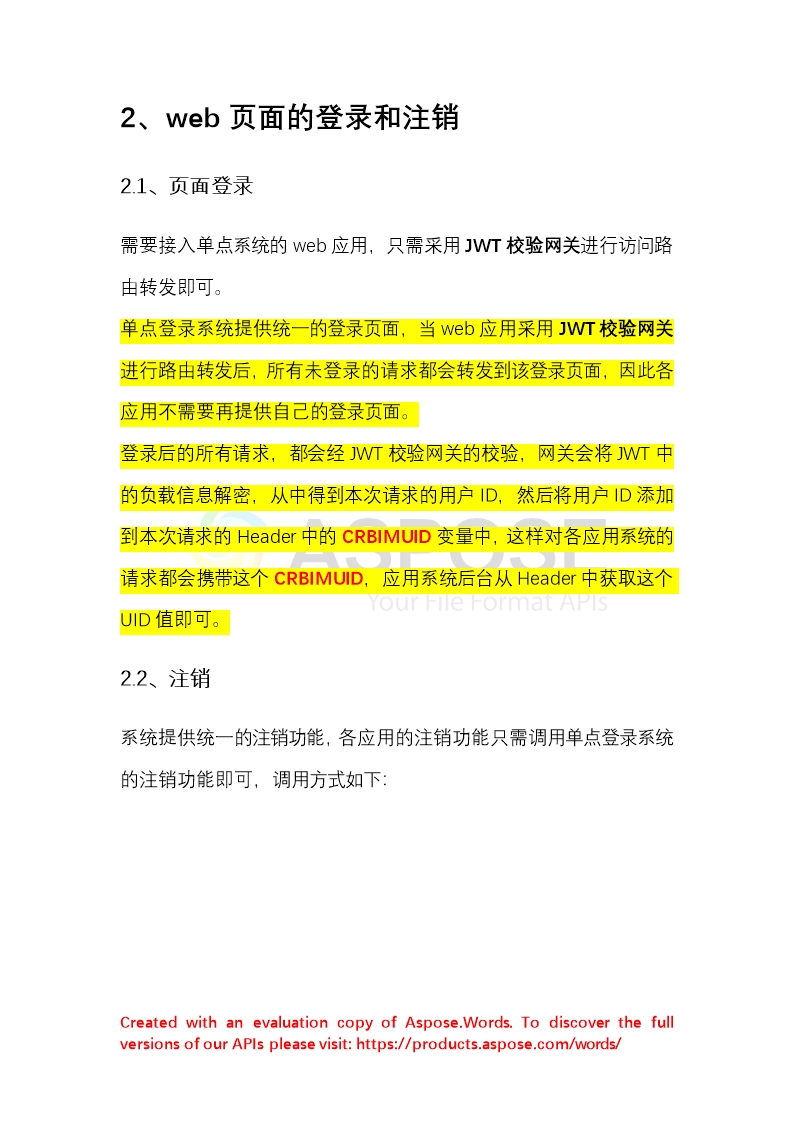 2、web 页面的登录和注销
2.1、页面登录
需要接入单点系统的 web 应用，只需采用 JWT 校验网关进行访问路
由转发即可。
单点登录系统提供统一的登录页面，当 web 应用采用 JWT 校验网关
进行路由转发后，所有未登录的请求都会转发到该登录页面，因此各
应用不需要再提供自己的登录页面。
登录后的所有请求，都会经 JWT 校验网关的校验，网关会将 JWT 中
的负载信息解密，从中得到本次请求的用户 ID，然后将用户 ID 添加
到本次请求的 Header 中的 CRBIMUID 变量中，这样对各应用系统的
请求都会携带这个 CRBIMUID，应用系统后台从 Header 中获取这个
UID 值即可。
ASPOSE
Your File Format APIs
2.2、注销
系统提供统一的注销功能，各应用的注销功能只需调用单点登录系统
的注销功能即可，调用方式如下：
Created with an evaluation copy of Aspose.Words. To discover the full
versions of our APIs please visit: https://products.aspose.com/words/